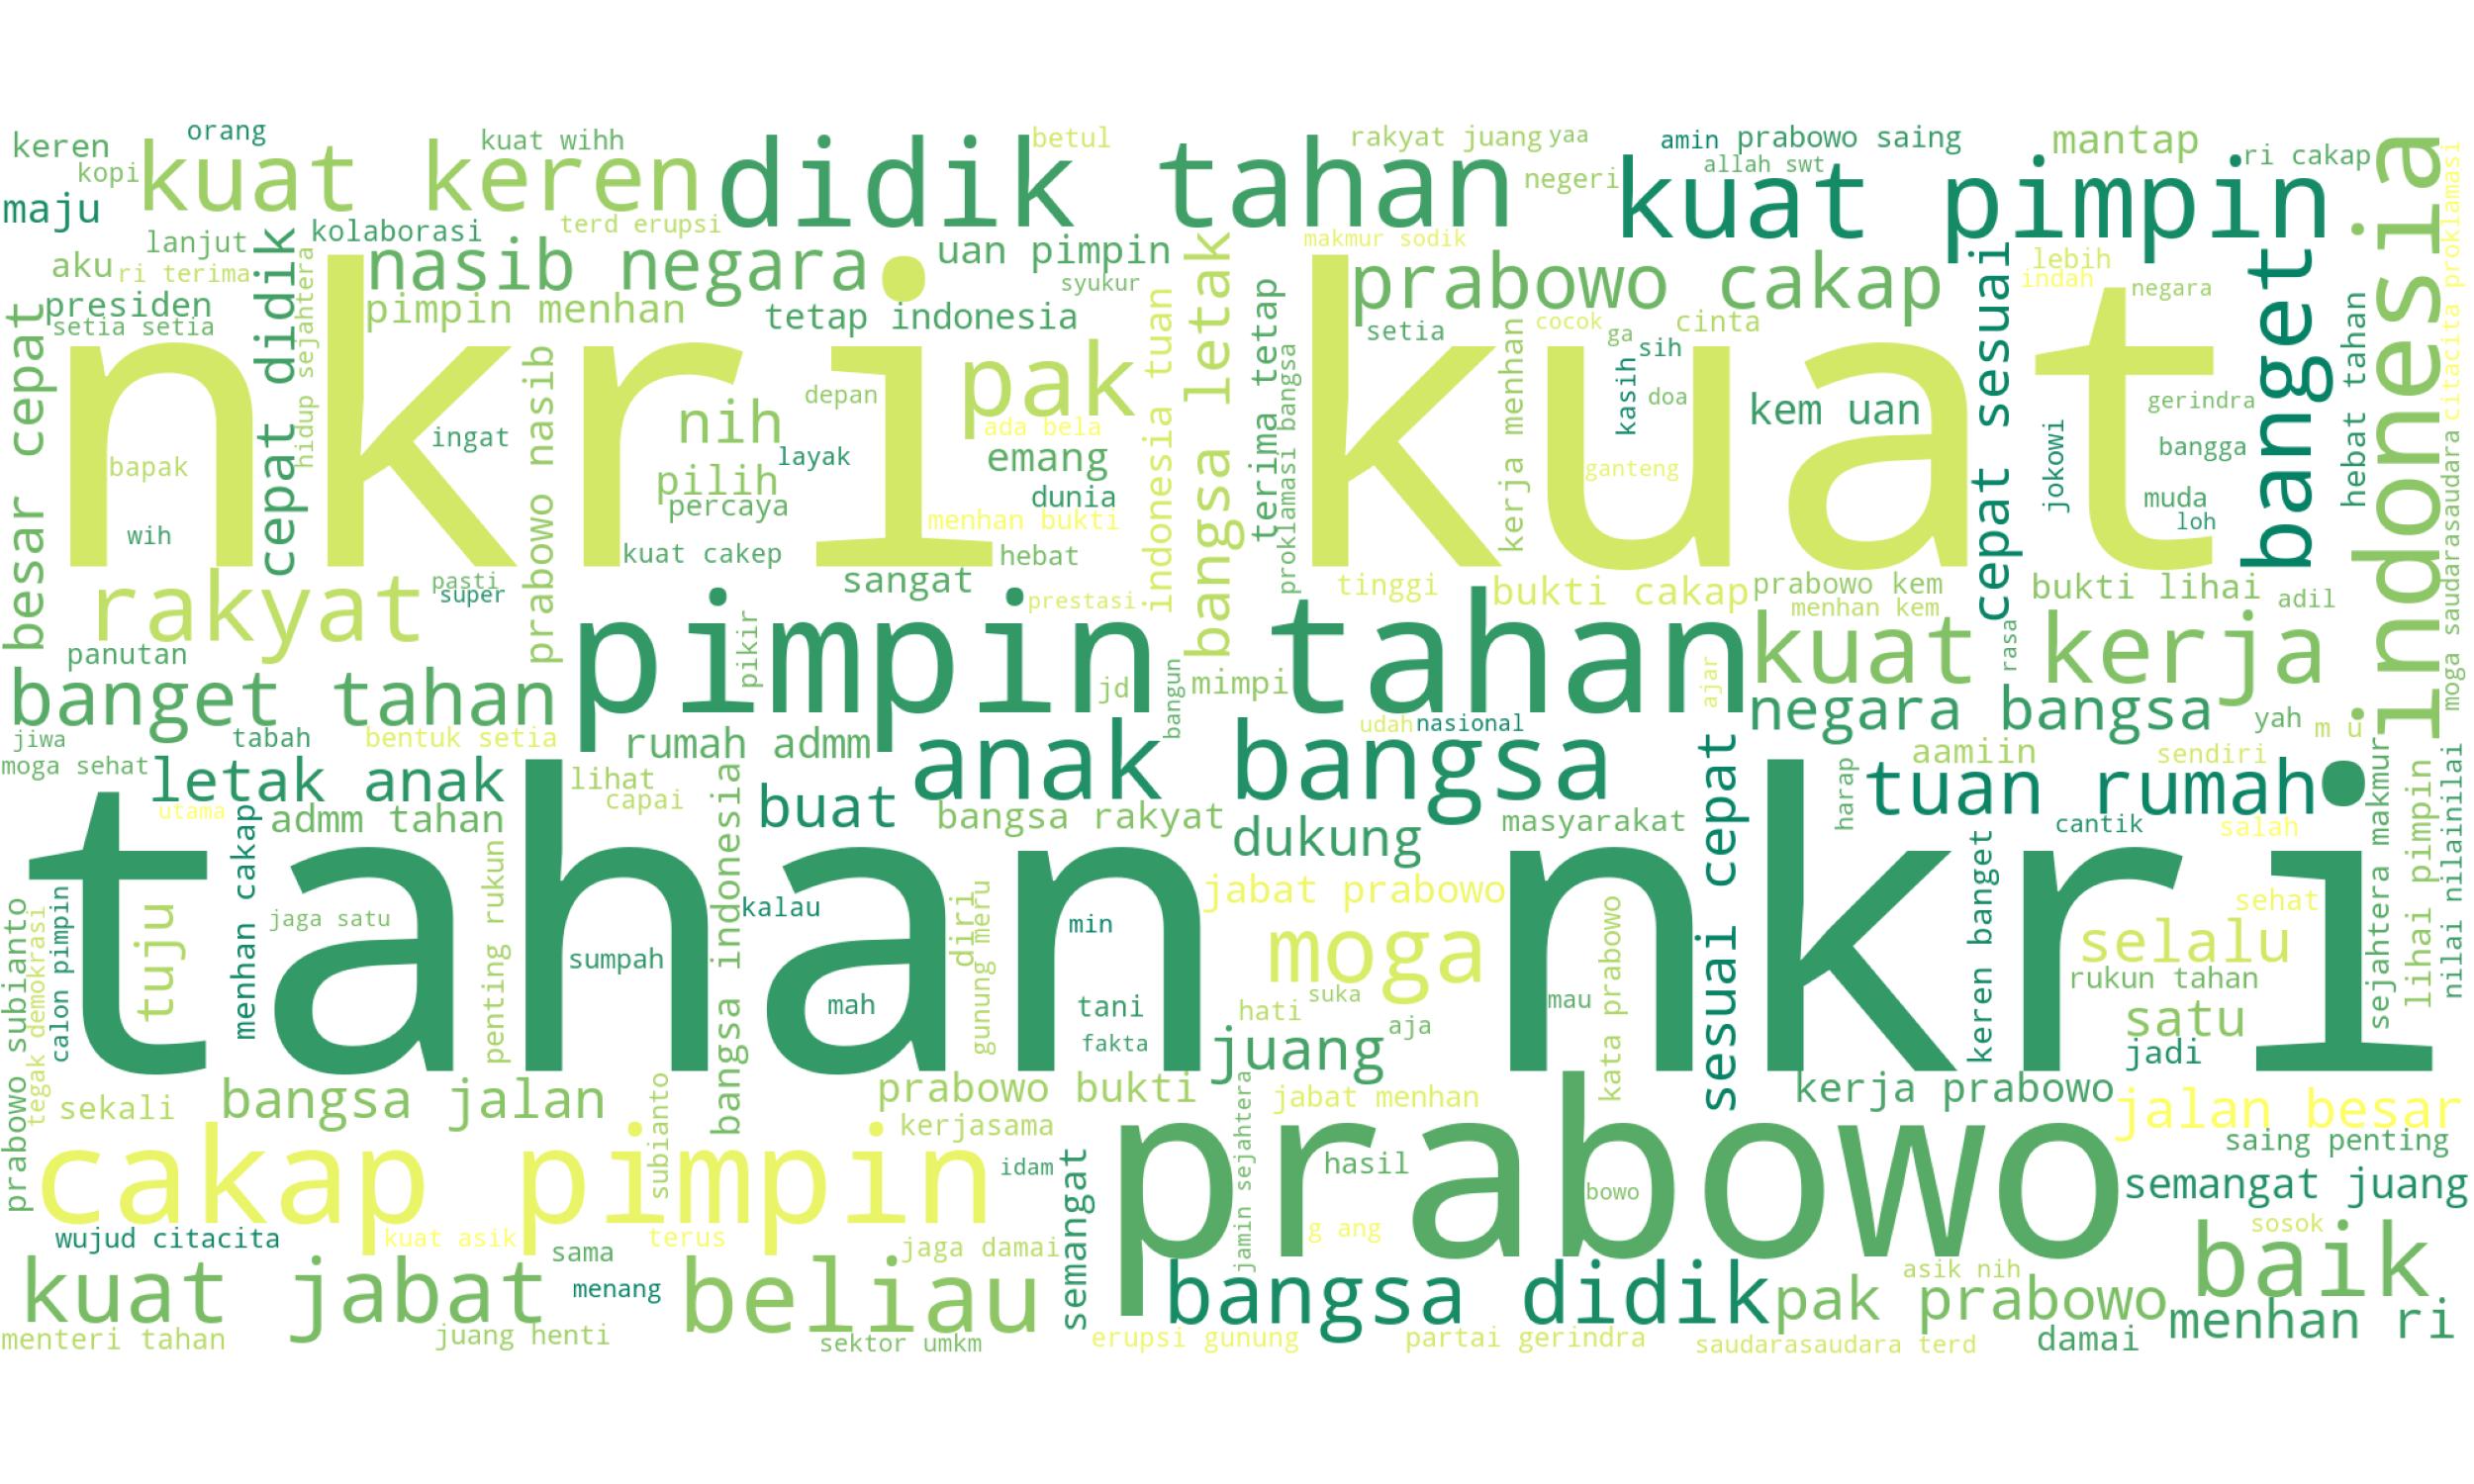 orang
keren
kopi
kuat keren
kuat wihh
didik tahan
betul
rakyat juang
yaa
amin
prabowo saing
mantap
ri cakap
allah swt
negeri
kuat pimpin
indonesia
maju
terd erupsi
kolaborasi
lanjut
aku
ri terima
cepat didik
hidup sejahtera
nasib negara
uan pimpin
syukur
makmur sodik
prabowo cakap
lebih
indah
negara
banget
presiden
setia setia
pimpin menhan
tetap indonesia
indonesia tuan
bangsa letak
terima tetap
proklamasi bangsa
setia
kerja menhan
cocok
ga
sih
cinta
kasih
doa
kem uan
cepat sesuai
jokowi
gerindra
bangga
muda
loh
hebat tahan
citacita proklamasi
moga saudarasaudara
besar cepat
nkri kuat
bapak
wih
ingat
prabowo nasib
nih
depan
pak
ada bela
pilih
layak
emang
percaya
dunia
menhan bukti
kuat cakep
hebat
ganteng
rakyat
pasti
super
sangat
prestasi
tinggi
bukti cakap
prabowo kem
menhan kem
bukti lihai
adil
panutan
pimpin tahan
pikir
jd
bangun
mimpi
ajar
kuat kerja
rasa
banget tahan
negara bangsa
yah
m u
jiwa
tabah
bentuk setia
rumah admm
anak bangsa
udah
nasional
aamiin
sendiri
moga sehat
letak anak
lihat
capai
buat
utama
admm tahan
bangsa rakyat
dukung
masyarakat
harap
tuan rumah
cantik
salah
sejahtera makmur
lihai pimpin
nilai nilainilai
menhan cakap
bangsa indonesia
sesuai cepat
tahan nkri
tuju
jaga satu
penting rukun
sumpah
kalau
mah
diri
gunung meru
min
tani
fakta
jabat prabowo
moga
hati
suka
aja
juang
mau
kata prabowo
keren banget
selalu
sehat
rukun tahan
satu
jadi
prabowo subianto
tegak demokrasi
calon pimpin
sekali
bangsa jalan
subianto
prabowo bukti
jabat menhan
kerja prabowo
jalan besar
saing penting
cakap pimpin
kerjasama
idam
semangat
prabowo
jamin sejahtera
hasil
bowo
g ang
semangat juang
wujud citacita
kuat asik
terus
sama
jaga damai
asik nih
sosok
baik
kuat jabat
menang
beliau
bangsa didik
pak prabowo
menhan ri
menteri tahan
juang henti
sektor umkm
erupsi gunung
partai gerindra
saudarasaudara terd
damai